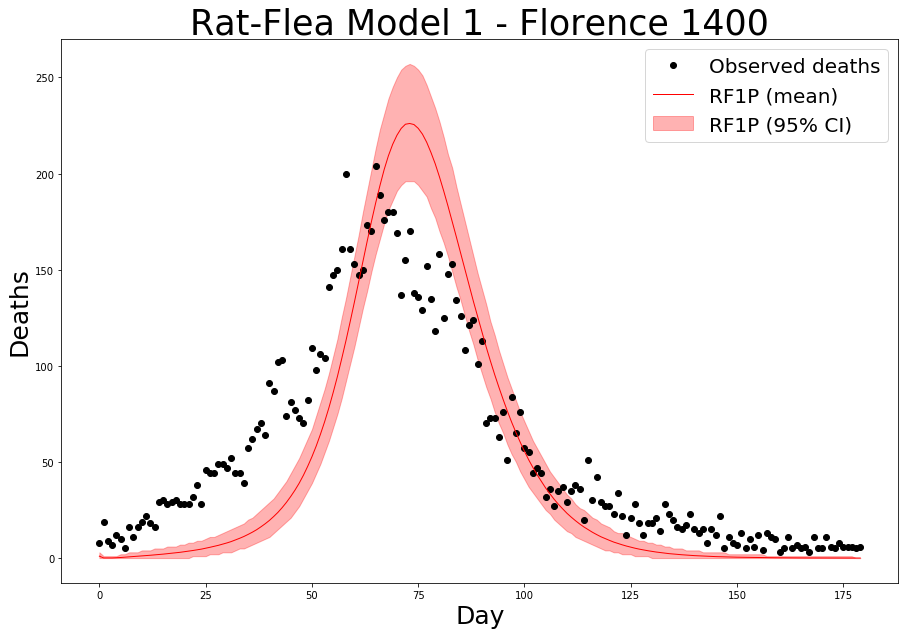 Rat-Flea Model 1 - Florence 1400
Observed deaths
RF1P (mean)
RF1P (95% CI)
Deaths
250
200
150
100
50
0
0 25 50 75 100 125 150 175
Day